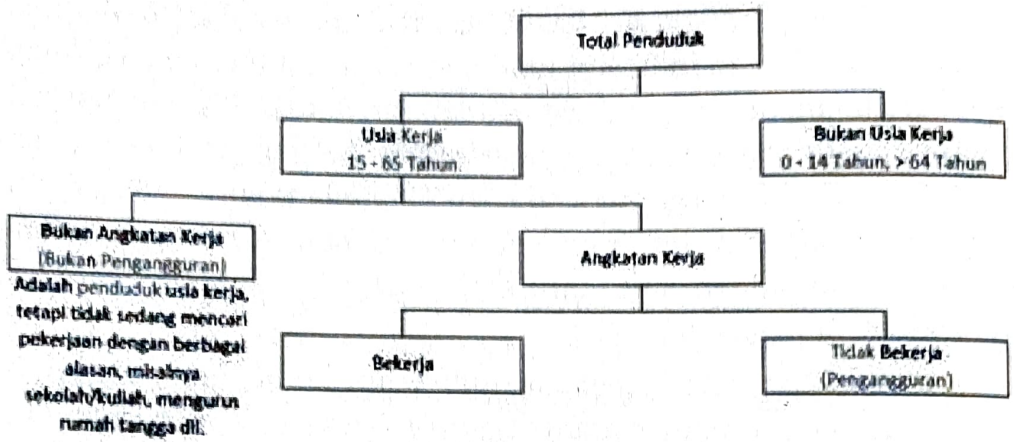 Total Penduduk
Usia Kerja
15 - 65 Tahun
Bukan Usia Kerja
0 - 14 Tahun, > 64 Tahun
Bukan Angkatan Kerja
(Bukan Pengangguran)
Adalah penduduk usia kerja,
tetapi tidak sedang mencari
pekerjaan dengan berbagai
alasan, misalnya
sekolah/kuliah, mengurus
rumah tangga dll.
Angkatan Kerja
Bekerja
Tidak Bekerja
(Pengangguran)